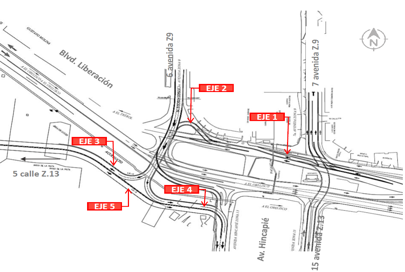 Blvd. Liberación
6 avenida Z9
7 avenida Z.9
N
EJE 2
EJE 1
EJE 3
5 calle Z.13
EJE 4
EJE 5
Av. Hincapié
15 avenida Z.13